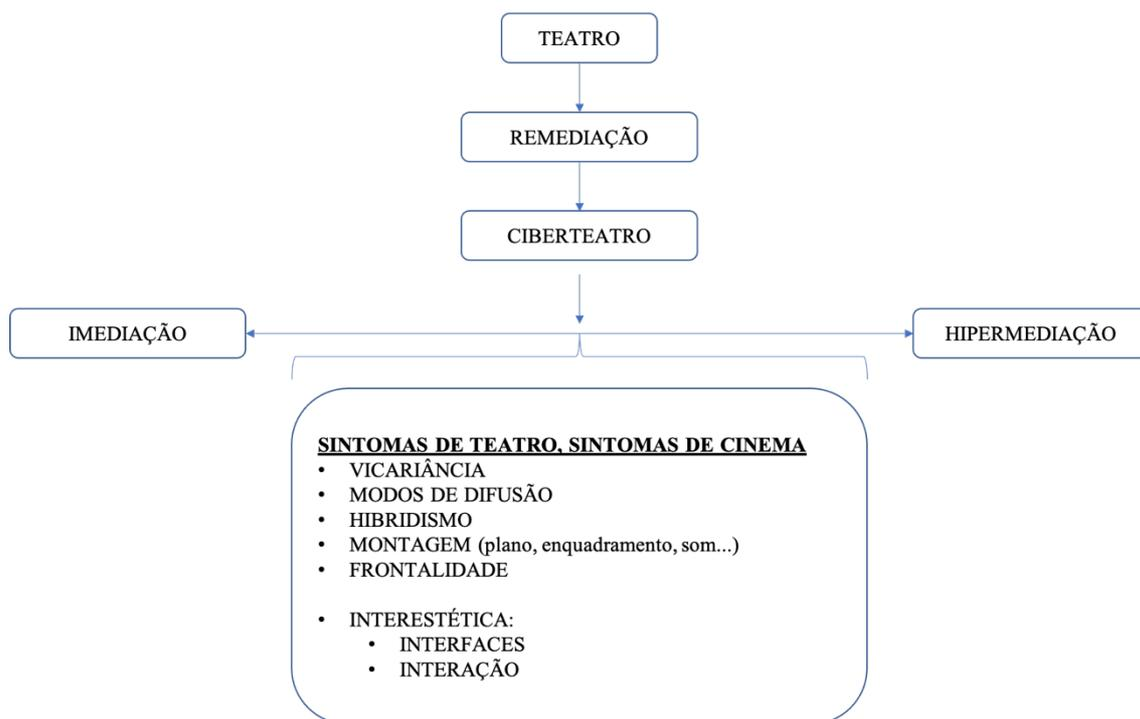 TEATRO
REMEDIAÇÃO
CIBERTEATRO
IMEDIAÇÃO
HIPERMEDIAÇÃO
SINTOMAS DE TEATRO, SINTOMAS DE CINEMA
• VICARIÂNCIA
• MODOS DE DIFUSÃO
• HIBRIDISMO
• MONTAGEM (plano, enquadramento, som...)
• FRONTALIDADE
• INTERESTÉTICA:
• INTERFACES
• INTERAÇÃO